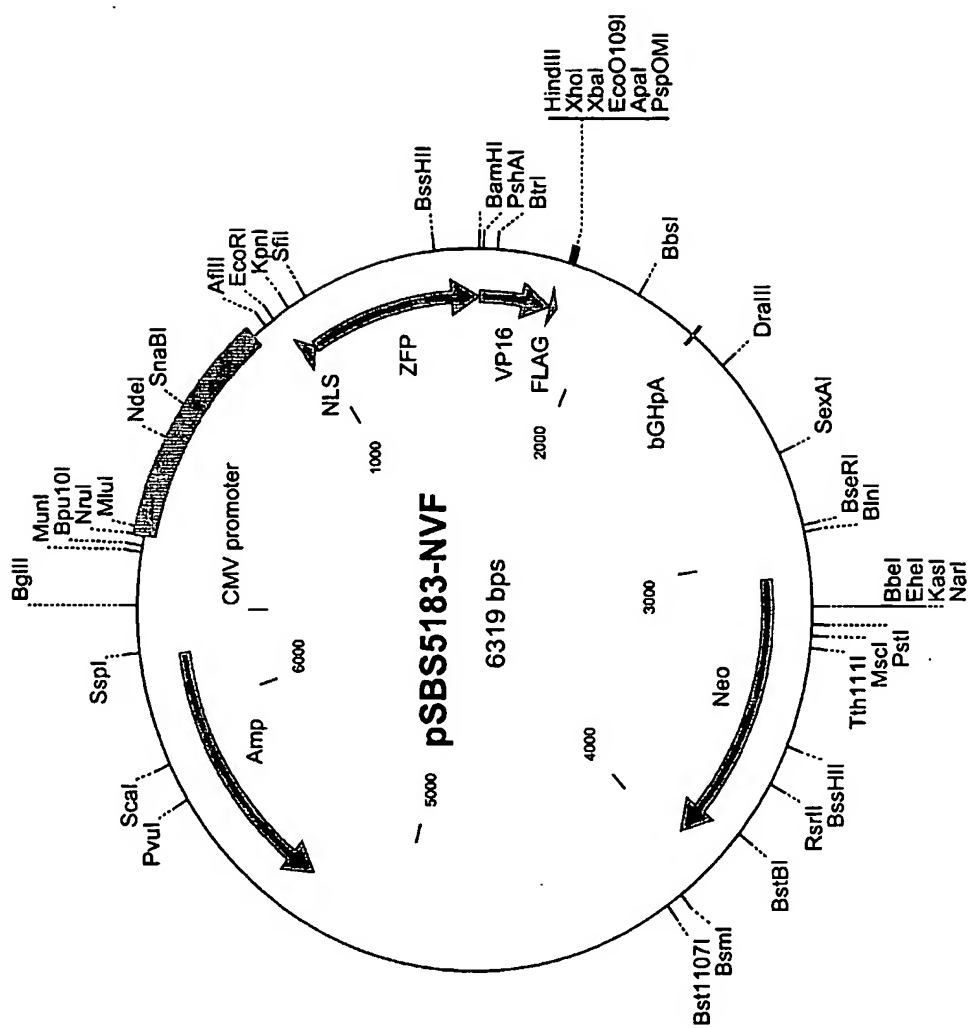 BglII
MunI
Bpu10I
NruI
MluI
NdeI
SnaBI
AflII
EcoRI
KpnI
SfiI
BssHII
BamHI
PshAI
BtrI
HindIII
XhoI
XbaI
EcoO109I
ApaI
PspOMI
BbsI
DraIII
SexAI
BseRI
BlnI
BbeI
EheI
KasI
NarI
PstI
MscI
Tth111I
BssHII
RsrII
BstBI
BsmI
Bst1107I
PvuI
ScaI
SspI
CMV promoter
NLS
ZFP
VP16
FLAG
bGHpA
Neo
Amp
1000
2000
3000
4000
5000
6000
pSBS5183-NVF
6319 bps